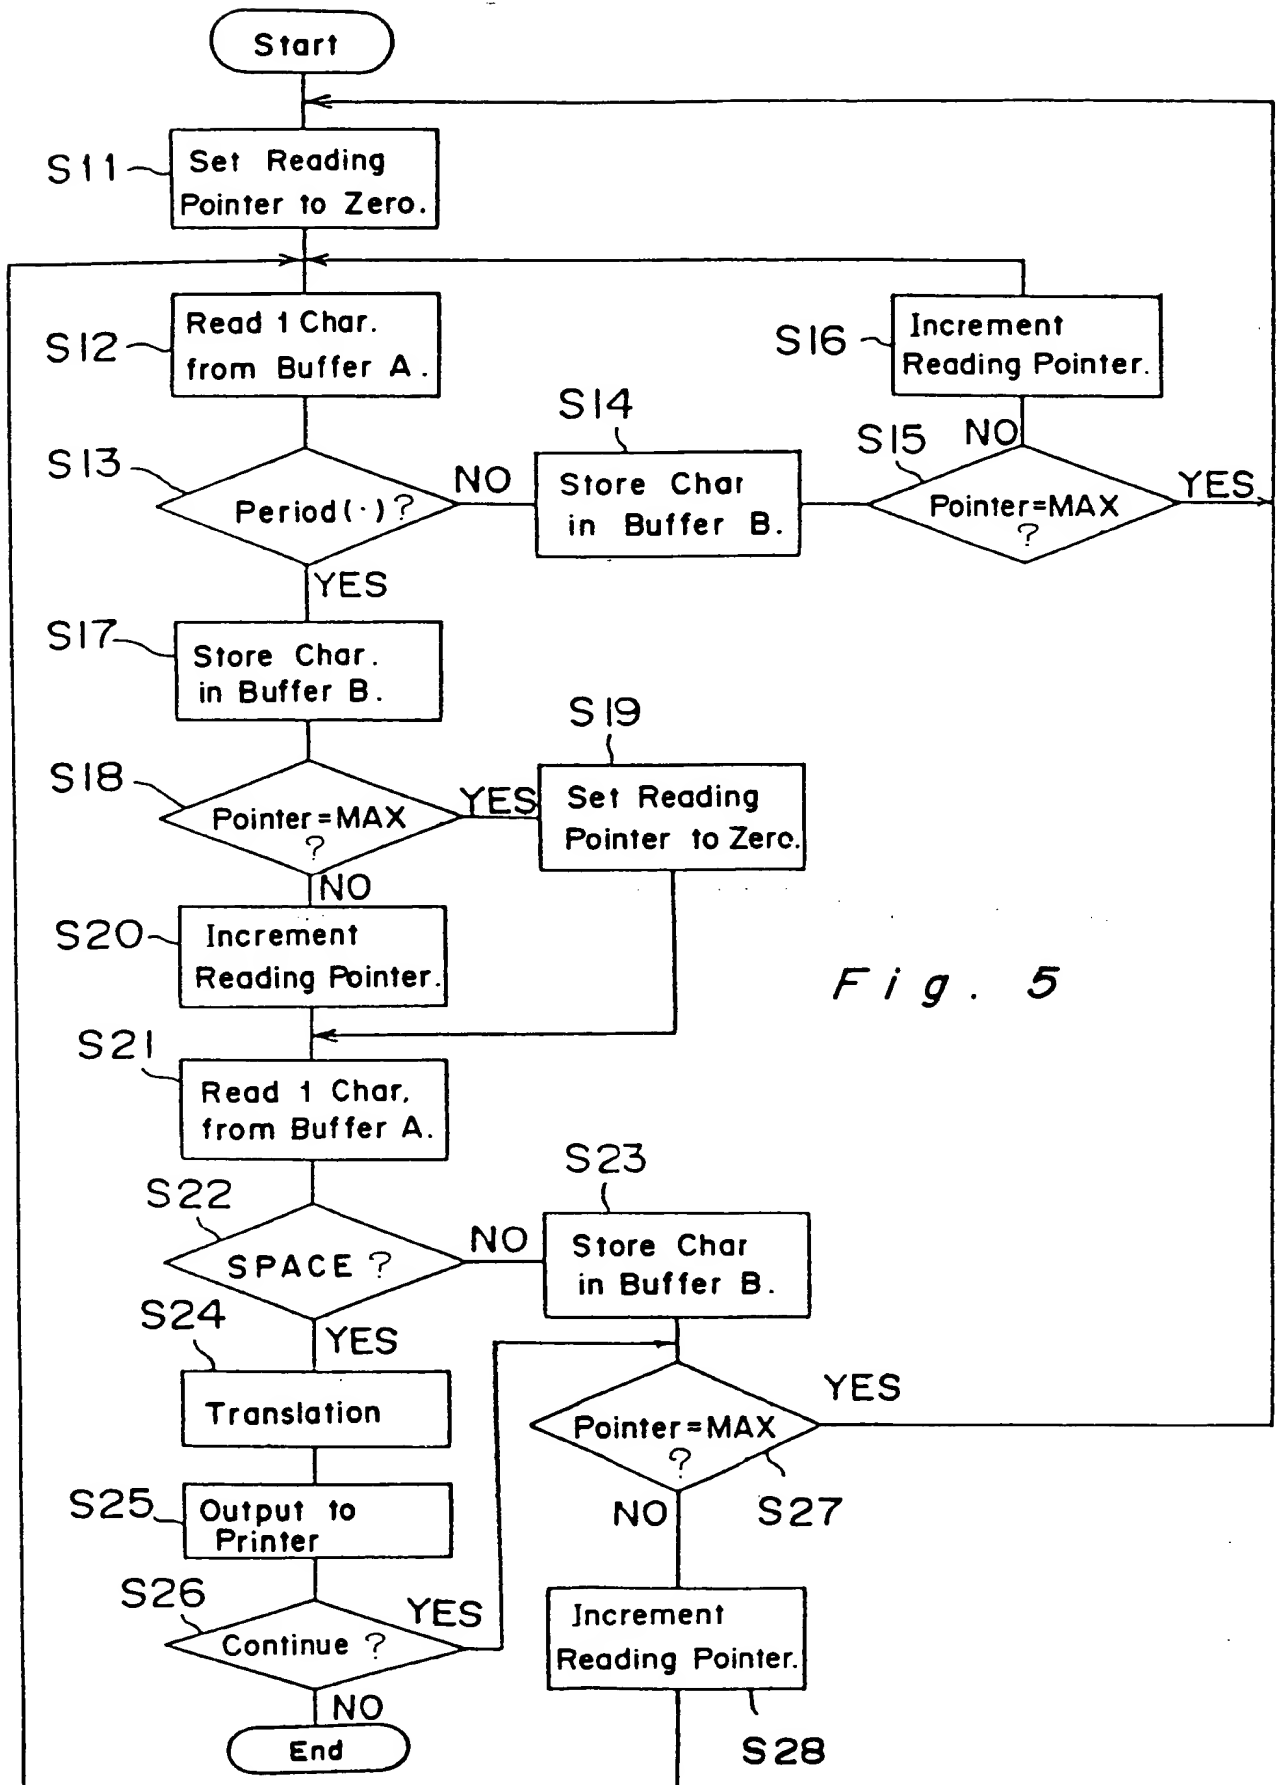 Start
S11
Set Reading
Pointer to Zero.
S12
Read 1 Char.
from Buffer A.
S16
Increment
Reading Pointer.
S13
Period(·)?
NO
S14
Store Char
in Buffer B.
S15
NO
Pointer=MAX
?
YES
YES
S17
Store Char.
in Buffer B.
S18
Pointer=MAX
?
YES
S19
Set Reading
Pointer to Zero.
NO
S20
Increment
Reading Pointer.
Fig. 5
S21
Read 1 Char.
from Buffer A.
S22
SPACE ?
NO
S23
Store Char
in Buffer B.
YES
S24
Translation
Pointer=MAX
?
YES
S27
NO
S25
Output to
Printer
S26
Continue ?
YES
Increment
Reading Pointer.
S28
NO
End